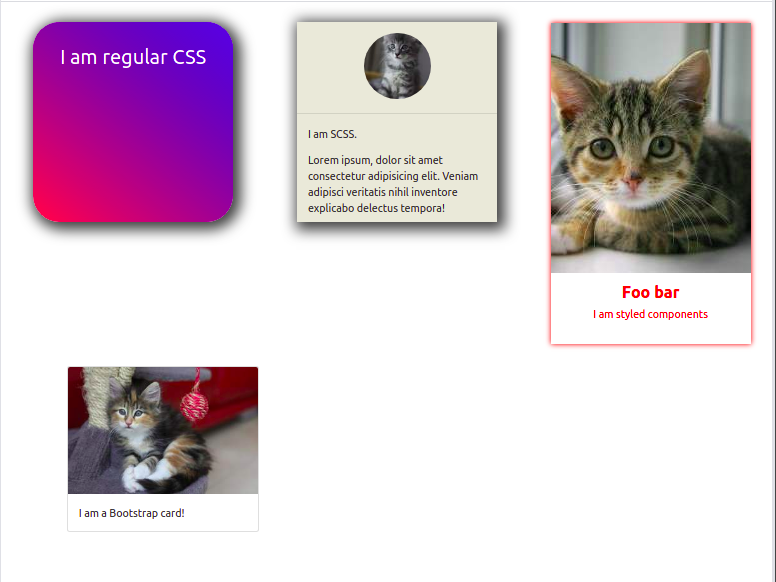 I am regular CSS
I am SCSS.
Lorem ipsum, dolor sit amet
consectetur adipisicing elit. Veniam
adipisci veritatis nihil inventore
explicabo delectus tempora!
Foo bar
I am styled components
I am a Bootstrap card!